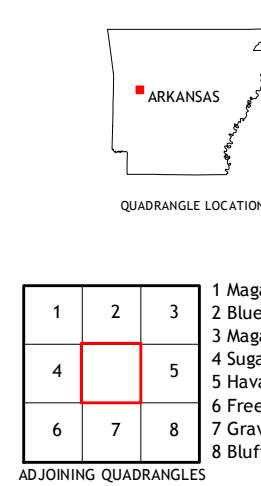 ARKANSAS
QUADRANGLE LOCATION
1 2 3
4 5
6 7 8
1 Maga
2 Blue
3 Maga
4 Suga
5 Hava
6 Free
7 Grav
8 Bluf
ADJOINING QUADRANGLES